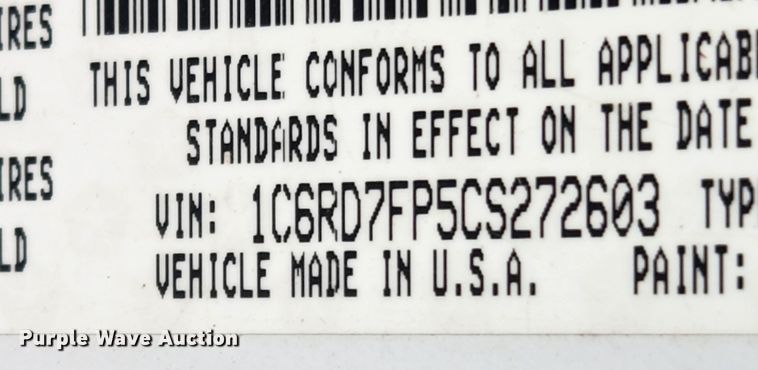 IRES
THIS VEHICLE CONFORMS TO ALL APPLICABL
LD
STANDARDS IN EFFECT ON THE DATE
IRES
VIN: 1C6RD7FP5CS272603 TYP
LD
VEHICLE MADE IN U.S.A. PAINT:
Purple Wave Auction